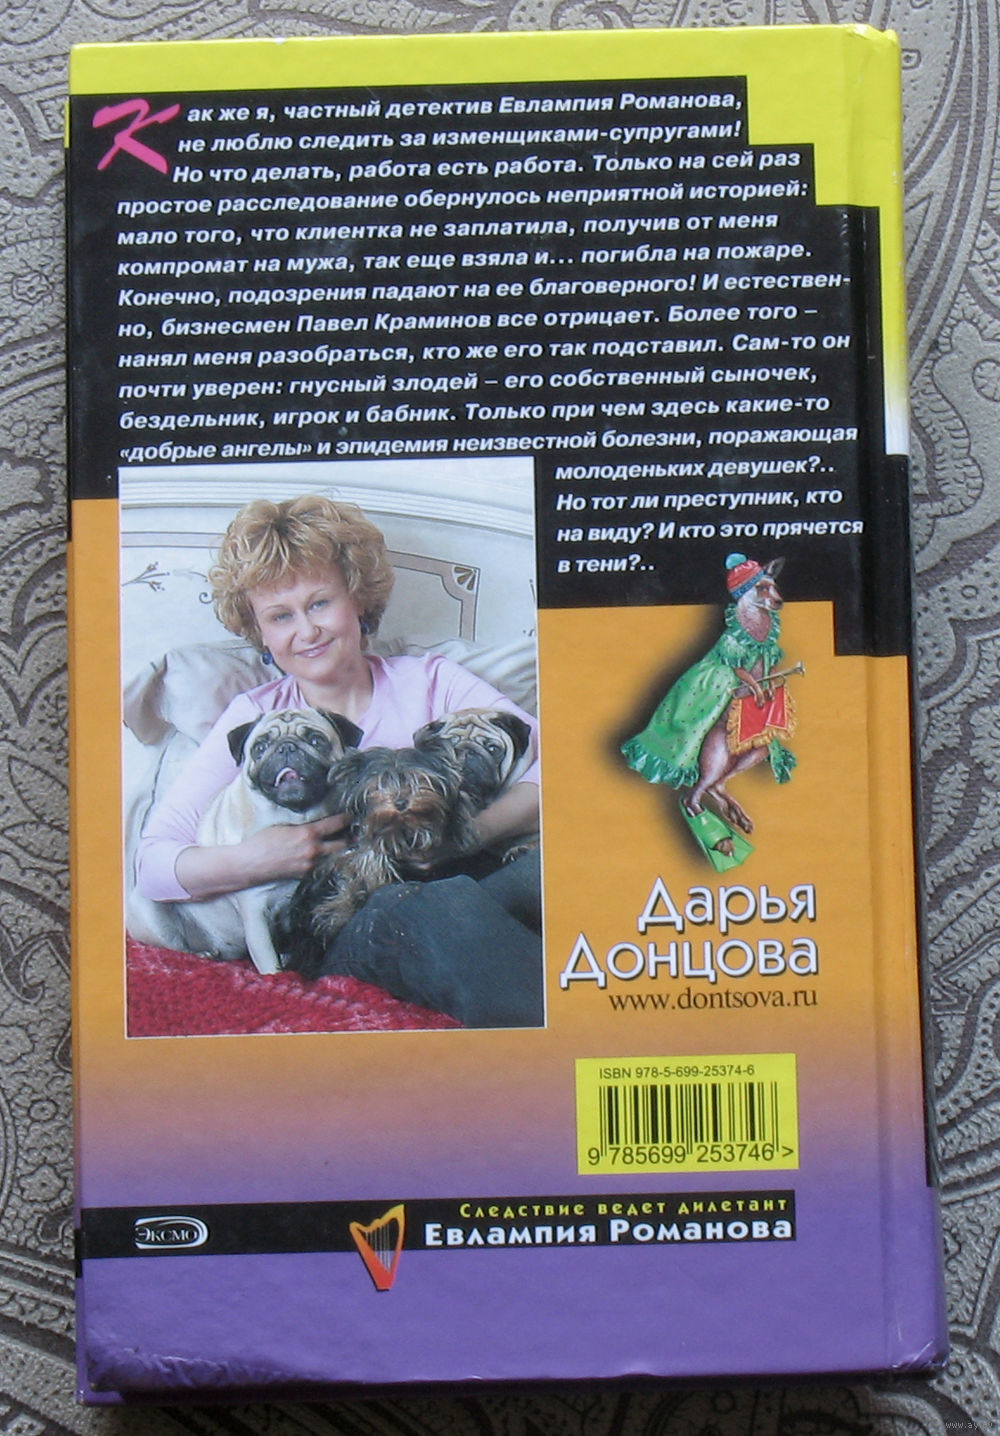 Как же я, частный детектив Евлампия Романова,
не люблю следить за изменщиками-супругами!
Но что делать, работа есть работа. Только на сей раз
простое расследование обернулось неприятной историей:
мало того, что клиентка не заплатила, получив от меня
компромат на мужа, так еще взяла и... погибла на пожаре.
Конечно, подозрения падают на ее благоверного! И естествен-
но, бизнесмен Павел Краминов все отрицает. Более того –
нанял меня разобраться, кто же его так подставил. Сам-то он
почти уверен: гнусный злодей – его собственный сыночек,
бездельник, игрок и бабник. Только при чем здесь какие-то
«добрые ангелы» и эпидемия неизвестной болезни, поражающая
молоденьких девушек?..
Но тот ли преступник, кто
на виду? И кто это прячется
в тени?..
Дарья
Донцова
www.dontsova.ru
ISBN 978-5-699-25374-6
9 785699 253746 >
Следствие ведет дилетант
Евлампия Романова
ЭКСМО